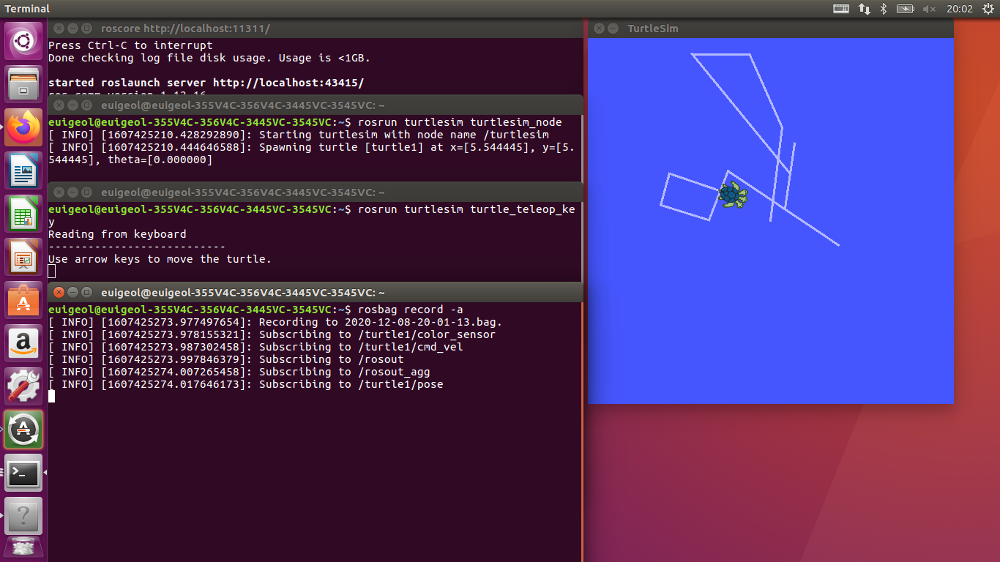 Terminal
20:02
roscore http://localhost:11311/
Press Ctrl-C to interrupt
Done checking log file disk usage. Usage is <1GB.
started roslaunch server http://localhost:43415/
euigeol@euigeol-355V4C-356V4C-3445VC-3545VC: ~
euigeol@euigeol-355V4C-356V4C-3445VC-3545VC:~$ rosrun turtlesim turtlesim_node
[ INFO] [1607425210.428292890]: Starting turtlesim with node name /turtlesim
[ INFO] [1607425210.444646588]: Spawning turtle [turtle1] at x=[5.544445], y=[5.
544445], theta=[0.000000]
euigeol@euigeol-355V4C-356V4C-3445VC-3545VC: ~
euigeol@euigeol-355V4C-356V4C-3445VC-3545VC:~$ rosrun turtlesim turtle_teleop_ke
y
Reading from keyboard
---------------------------
Use arrow keys to move the turtle.
euigeol@euigeol-355V4C-356V4C-3445VC-3545VC: ~
euigeol@euigeol-355V4C-356V4C-3445VC-3545VC:~$ rosbag record -a
[ INFO] [1607425273.977497654]: Recording to 2020-12-08-20-01-13.bag.
[ INFO] [1607425273.978155321]: Subscribing to /turtle1/color_sensor
[ INFO] [1607425273.987302458]: Subscribing to /turtle1/cmd_vel
[ INFO] [1607425273.997846379]: Subscribing to /rosout
[ INFO] [1607425274.007265458]: Subscribing to /rosout_agg
[ INFO] [1607425274.017646173]: Subscribing to /turtle1/pose
TurtleSim